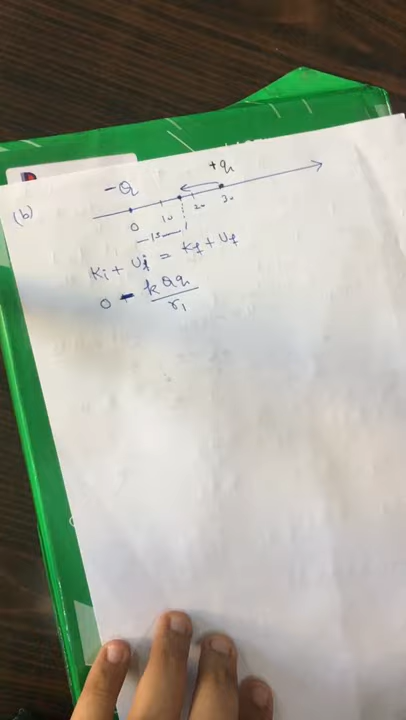 +q
-Q
(b)
0 10 20 30
-15-
Ki + Ui = Kf + Uf
0 - kQq/r₁